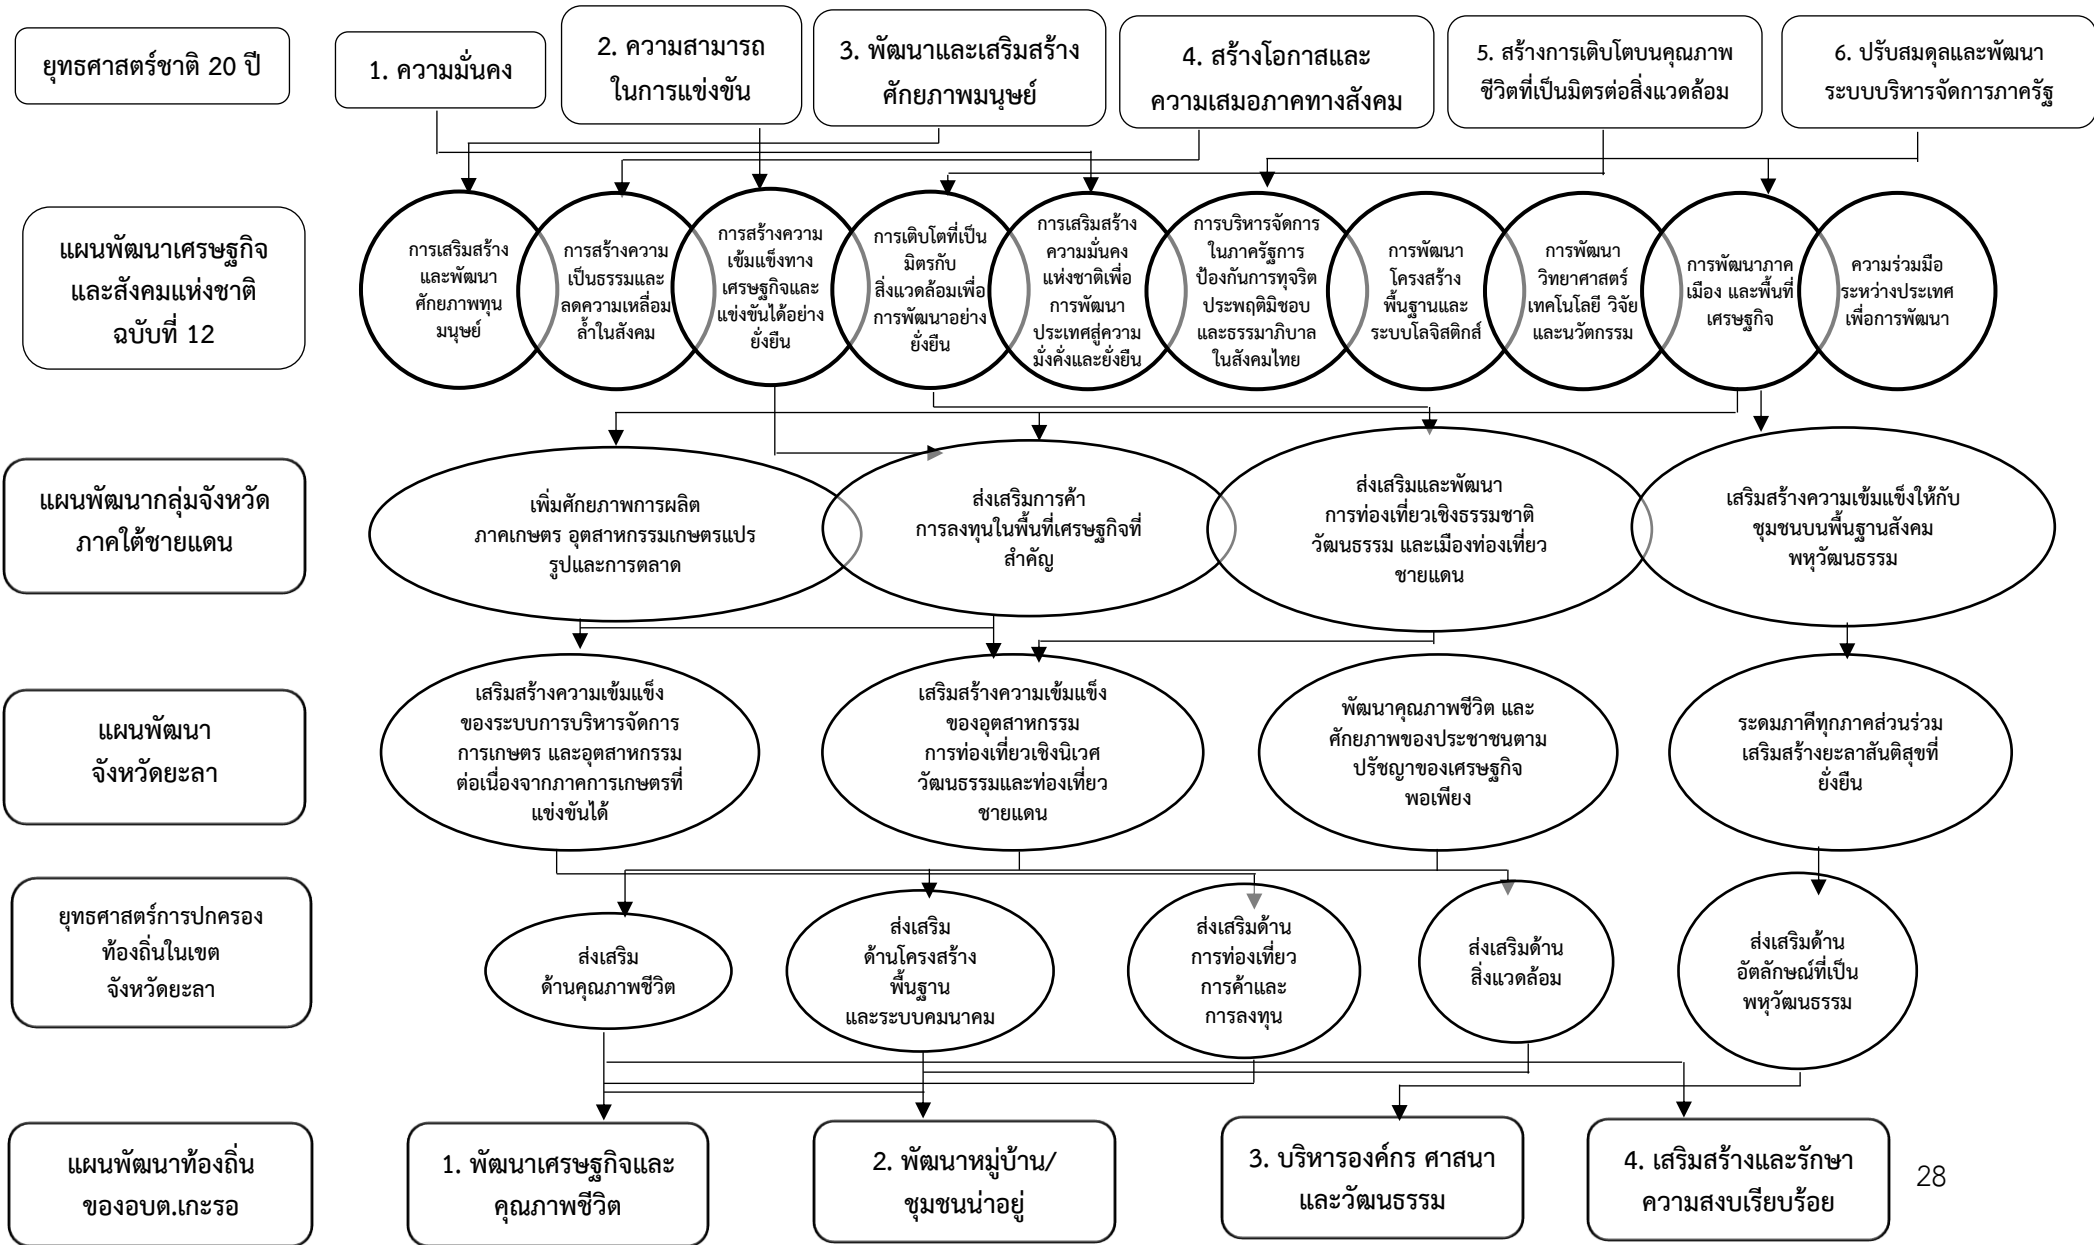 ยุทธศาสตร์ชาติ 20 ปี
1. ความมั่นคง
2. ความสามารถ
ในการแข่งขัน
3. พัฒนาและเสริมสร้าง
ศักยภาพมนุษย์
4. สร้างโอกาสและ
ความเสมอภาคทางสังคม
5. สร้างการเติบโตบนคุณภาพ
ชีวิตที่เป็นมิตรต่อสิ่งแวดล้อม
6. ปรับสมดุลและพัฒนา
ระบบบริหารจัดการภาครัฐ
แผนพัฒนาเศรษฐกิจ
และสังคมแห่งชาติ
ฉบับที่ 12
การเสริมสร้าง
และพัฒนา
ศักยภาพทุน
มนุษย์
การสร้างความ
เป็นธรรมและ
ลดความเหลื่อม
ล้ำในสังคม
การสร้างความ
เข้มแข็งทาง
เศรษฐกิจและ
แข่งขันได้อย่าง
ยั่งยืน
การเติบโตที่เป็น
มิตรกับ
สิ่งแวดล้อมเพื่อ
การพัฒนาอย่าง
ยั่งยืน
การเสริมสร้าง
ความมั่นคง
แห่งชาติเพื่อ
การพัฒนา
ประเทศสู่ความ
มั่งคั่งและยั่งยืน
การบริหารจัดการ
ในภาครัฐการ
ป้องกันการทุจริต
ประพฤติมิชอบ
และธรรมาภิบาล
ในสังคมไทย
การพัฒนา
โครงสร้าง
พื้นฐานและ
ระบบโลจิสติกส์
การพัฒนา
วิทยาศาสตร์
เทคโนโลยี วิจัย
และนวัตกรรม
การพัฒนาภาค
เมือง และพื้นที่
เศรษฐกิจ
ความร่วมมือ
ระหว่างประเทศ
เพื่อการพัฒนา
แผนพัฒนากลุ่มจังหวัด
ภาคใต้ชายแดน
เพิ่มศักยภาพการผลิต
ภาคเกษตร อุตสาหกรรมเกษตรแปร
รูปและการตลาด
ส่งเสริมการค้า
การลงทุนในพื้นที่เศรษฐกิจที่
สำคัญ
ส่งเสริมและพัฒนา
การท่องเที่ยวเชิงธรรมชาติ
วัฒนธรรม และเมืองท่องเที่ยว
ชายแดน
เสริมสร้างความเข้มแข็งให้กับ
ชุมชนบนพื้นฐานสังคม
พหุวัฒนธรรม
แผนพัฒนา
จังหวัดยะลา
เสริมสร้างความเข้มแข็ง
ของระบบการบริหารจัดการ
การเกษตร และอุตสาหกรรม
ต่อเนื่องจากภาคการเกษตรที่
แข่งขันได้
เสริมสร้างความเข้มแข็ง
ของอุตสาหกรรม
การท่องเที่ยวเชิงนิเวศ
วัฒนธรรมและท่องเที่ยว
ชายแดน
พัฒนาคุณภาพชีวิต และ
ศักยภาพของประชาชนตาม
ปรัชญาของเศรษฐกิจ
พอเพียง
ระดมภาคีทุกภาคส่วนร่วม
เสริมสร้างยะลาสันติสุขที่
ยั่งยืน
ยุทธศาสตร์การปกครอง
ท้องถิ่นในเขต
จังหวัดยะลา
ส่งเสริม
ด้านคุณภาพชีวิต
ส่งเสริม
ด้านโครงสร้าง
พื้นฐาน
และระบบคมนาคม
ส่งเสริมด้าน
การท่องเที่ยว
การค้าและ
การลงทุน
ส่งเสริมด้าน
สิ่งแวดล้อม
ส่งเสริมด้าน
อัตลักษณ์ที่เป็น
พหุวัฒนธรรม
แผนพัฒนาท้องถิ่น
ของอบต.เกะรอ
1. พัฒนาเศรษฐกิจและ
คุณภาพชีวิต
2. พัฒนาหมู่บ้าน/
ชุมชนน่าอยู่
3. บริหารองค์กร ศาสนา
และวัฒนธรรม
4. เสริมสร้างและรักษา
ความสงบเรียบร้อย
28